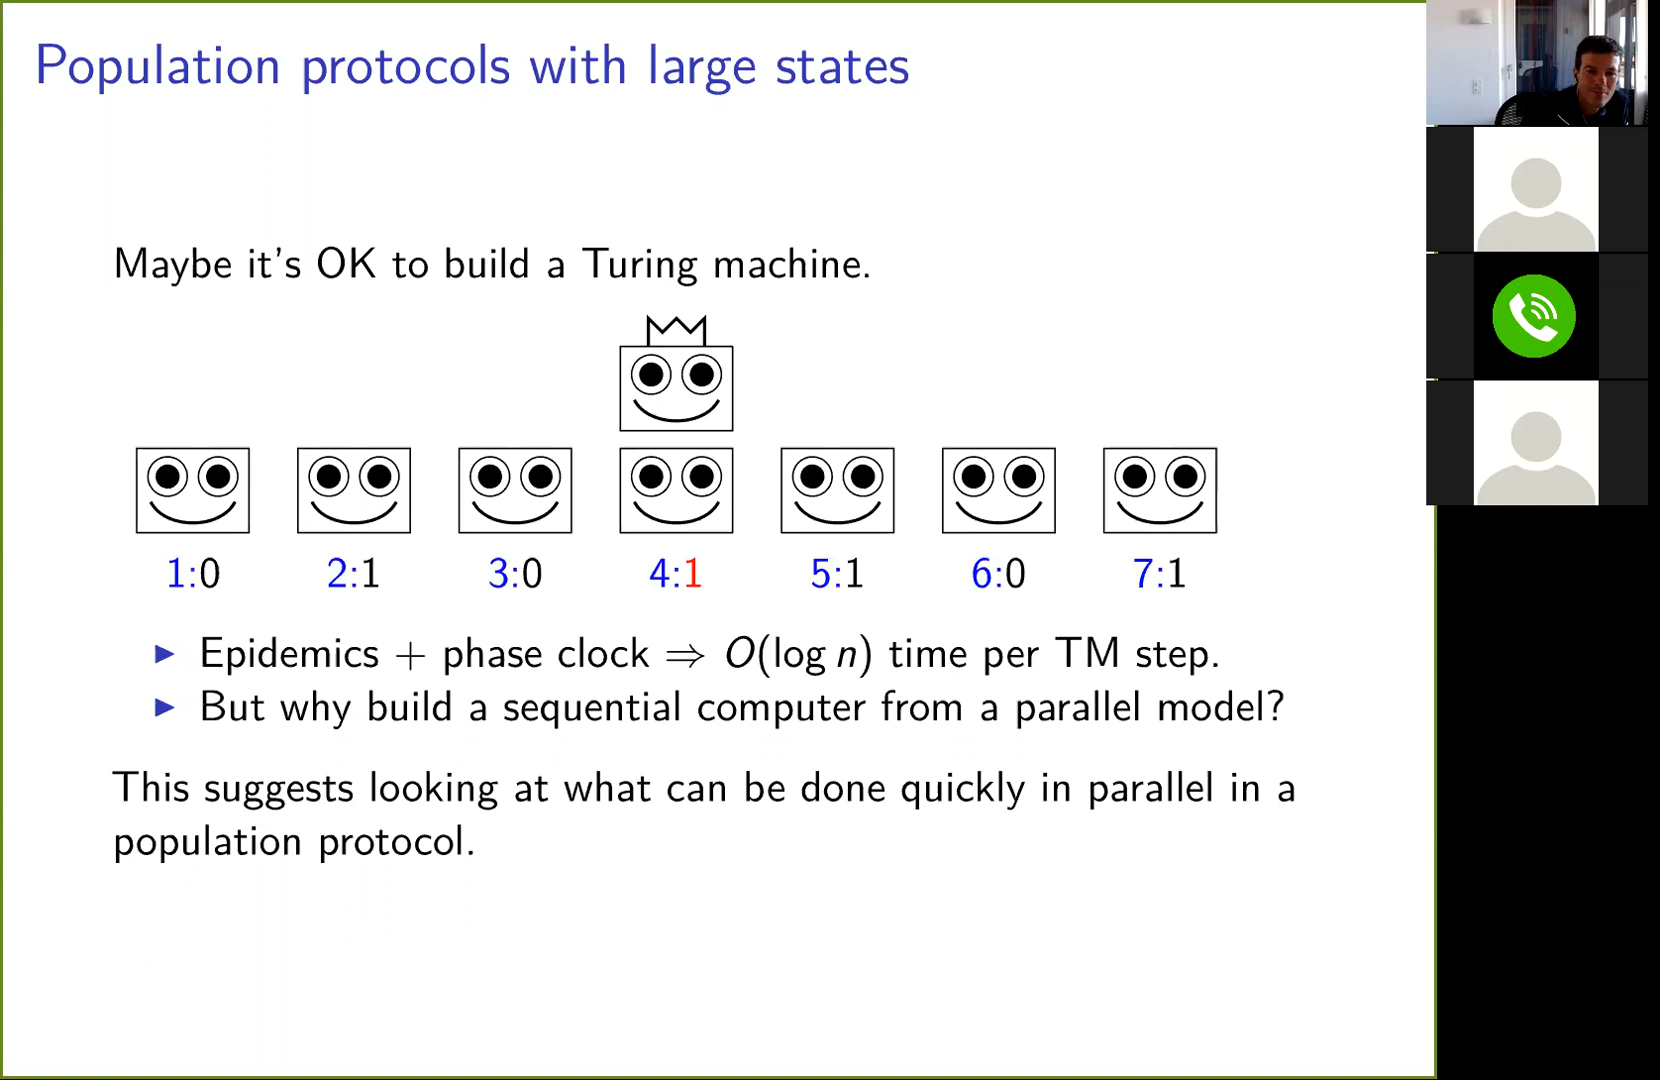 Population protocols with large states
Maybe it's OK to build a Turing machine.
1:0 2:1 3:0 4:1 5:1 6:0 7:1
▶ Epidemics + phase clock ⇒ O(log n) time per TM step.
▶ But why build a sequential computer from a parallel model?
This suggests looking at what can be done quickly in parallel in a
population protocol.